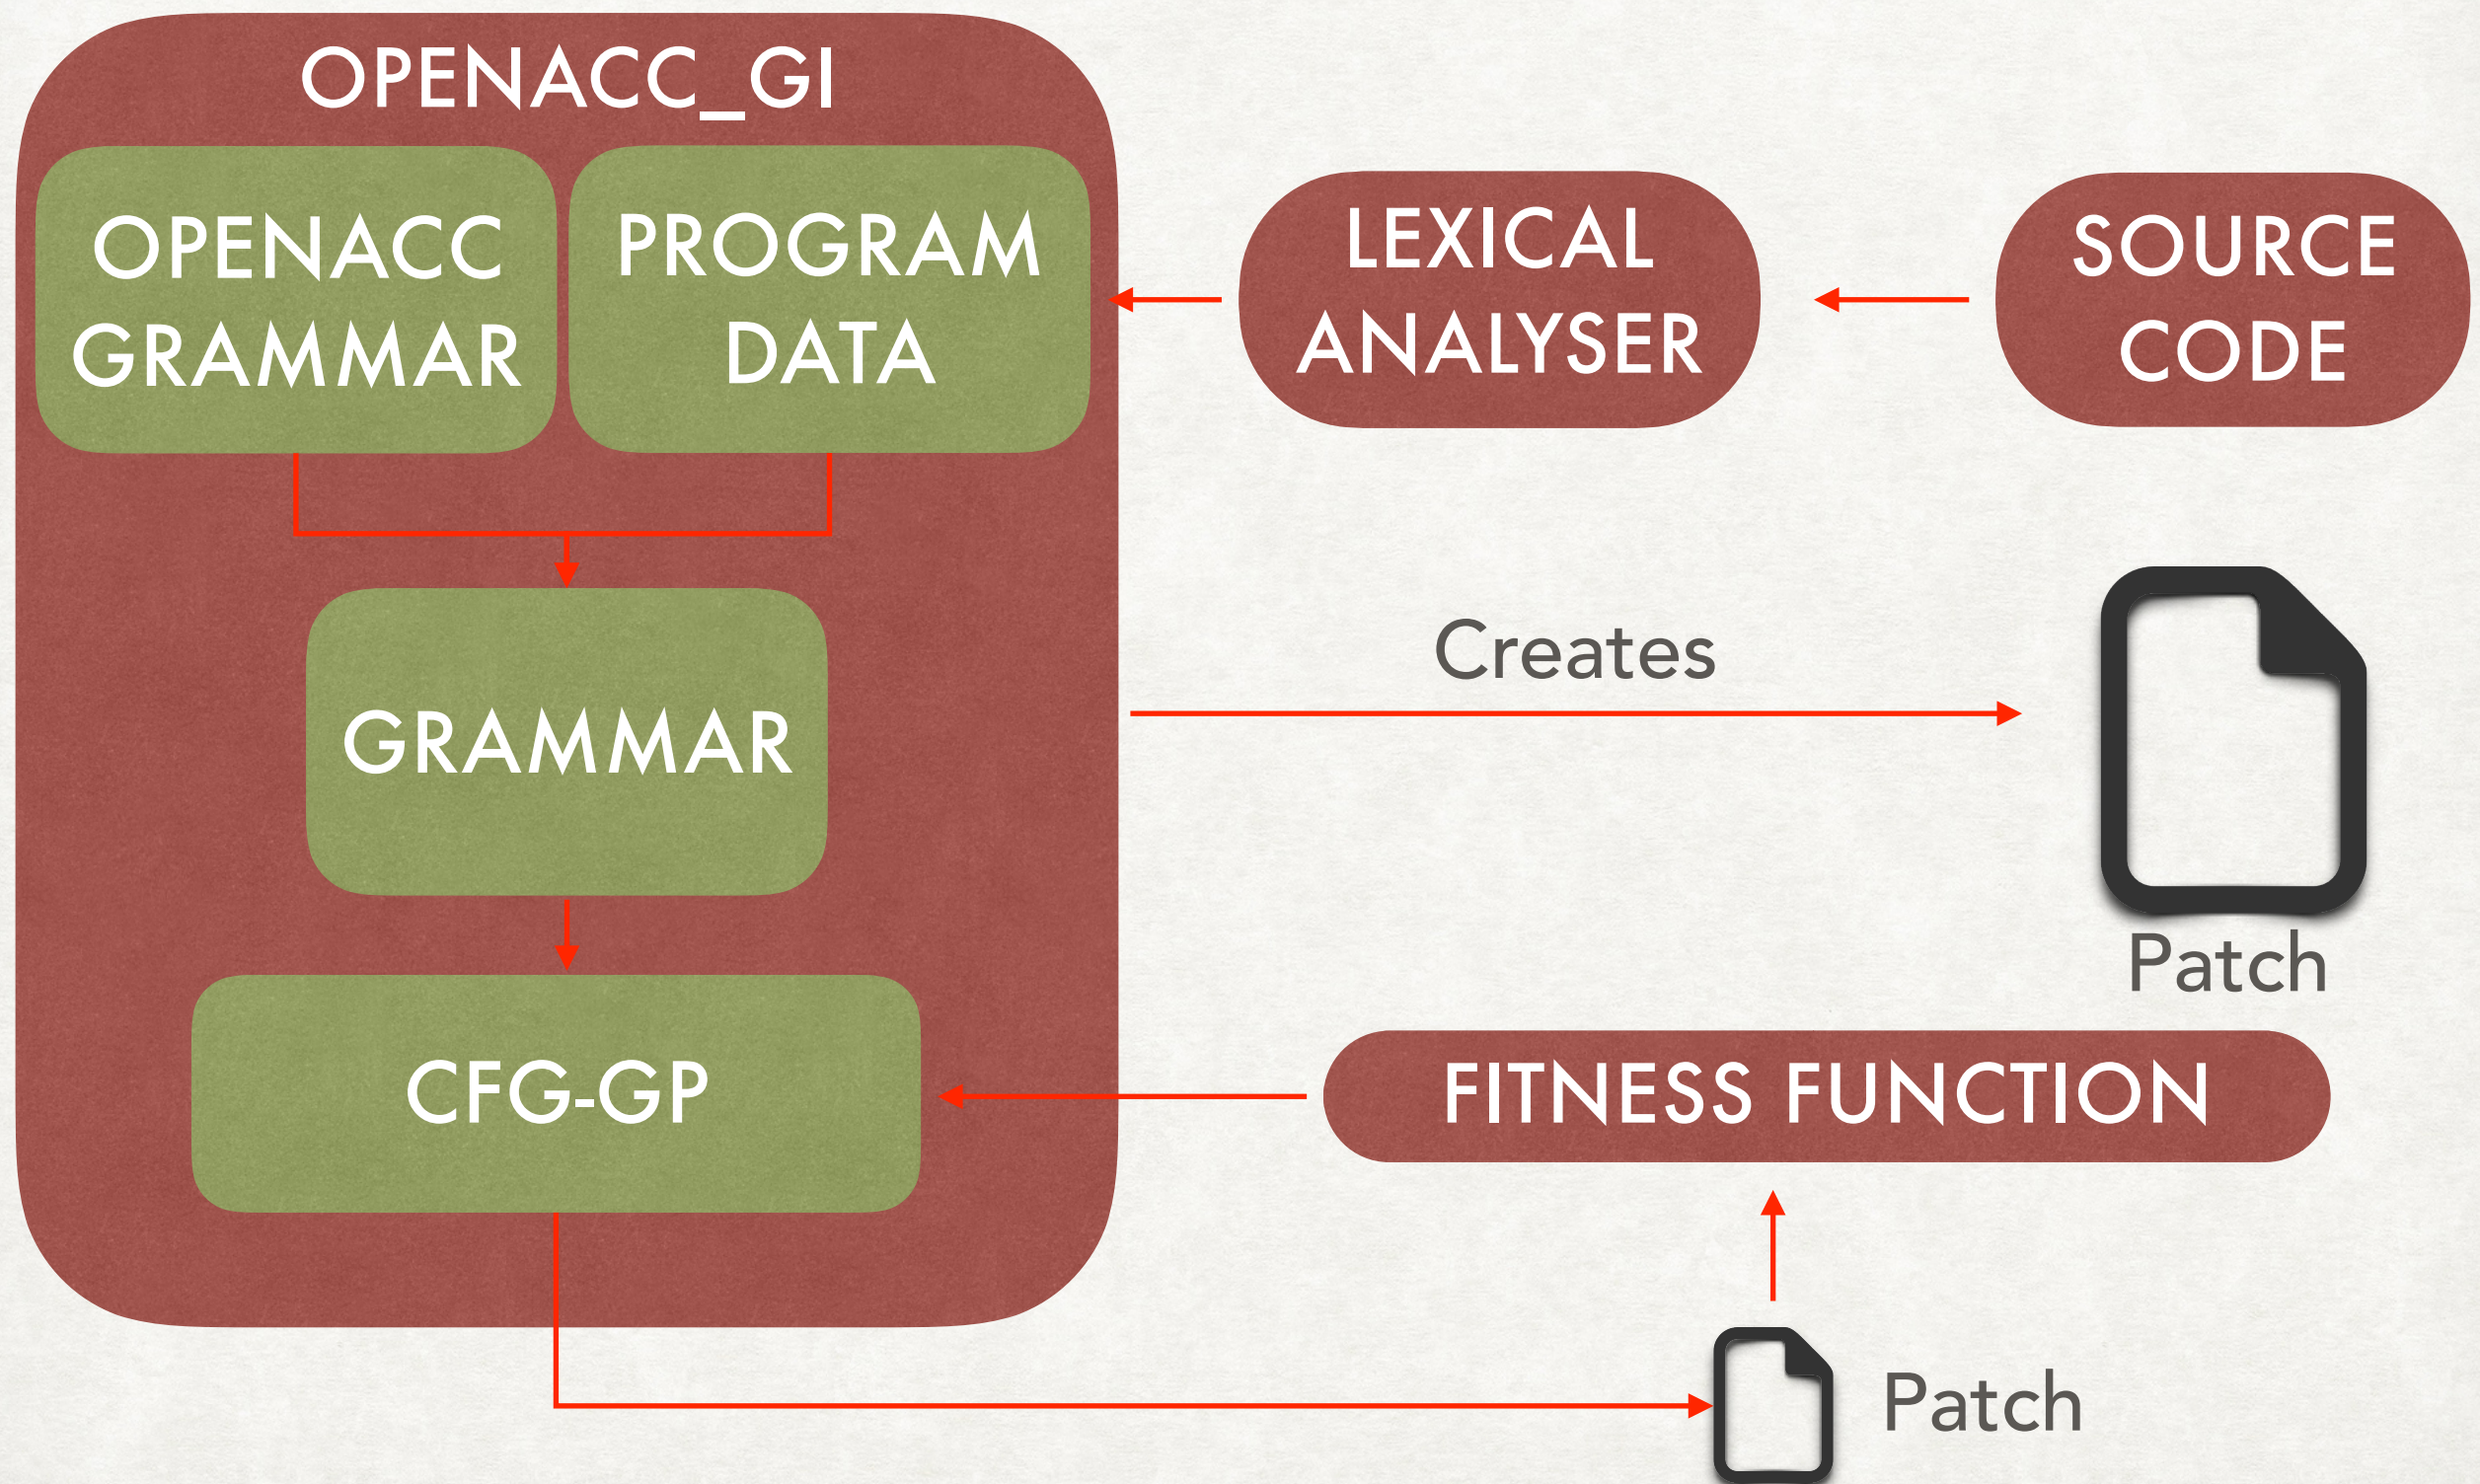 OPENACC_GI
OPENACC
GRAMMAR
PROGRAM
DATA
LEXICAL
ANALYSER
SOURCE
CODE
GRAMMAR
Creates
Patch
CFG-GP
FITNESS FUNCTION
Patch